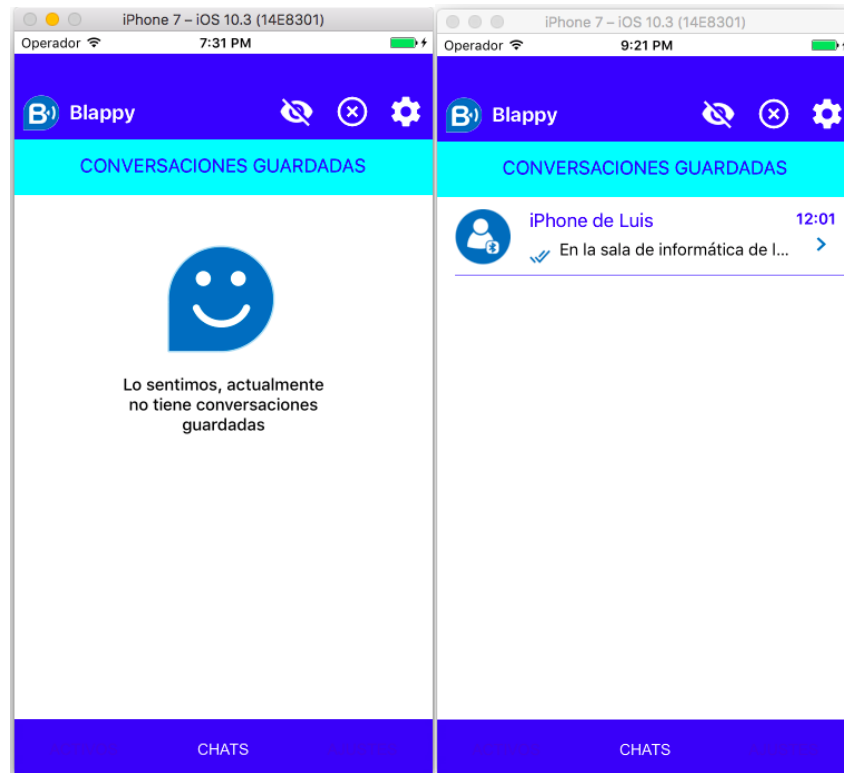 iPhone 7 – iOS 10.3 (14E8301)
Operador
7:31 PM
B
Blappy
CONVERSACIONES GUARDADAS
Lo sentimos, actualmente
no tiene conversaciones
guardadas
CHATS
iPhone 7 – iOS 10.3 (14E8301)
Operador
9:21 PM
B
Blappy
CONVERSACIONES GUARDADAS
iPhone de Luis
12:01
En la sala de informática de l...
CHATS